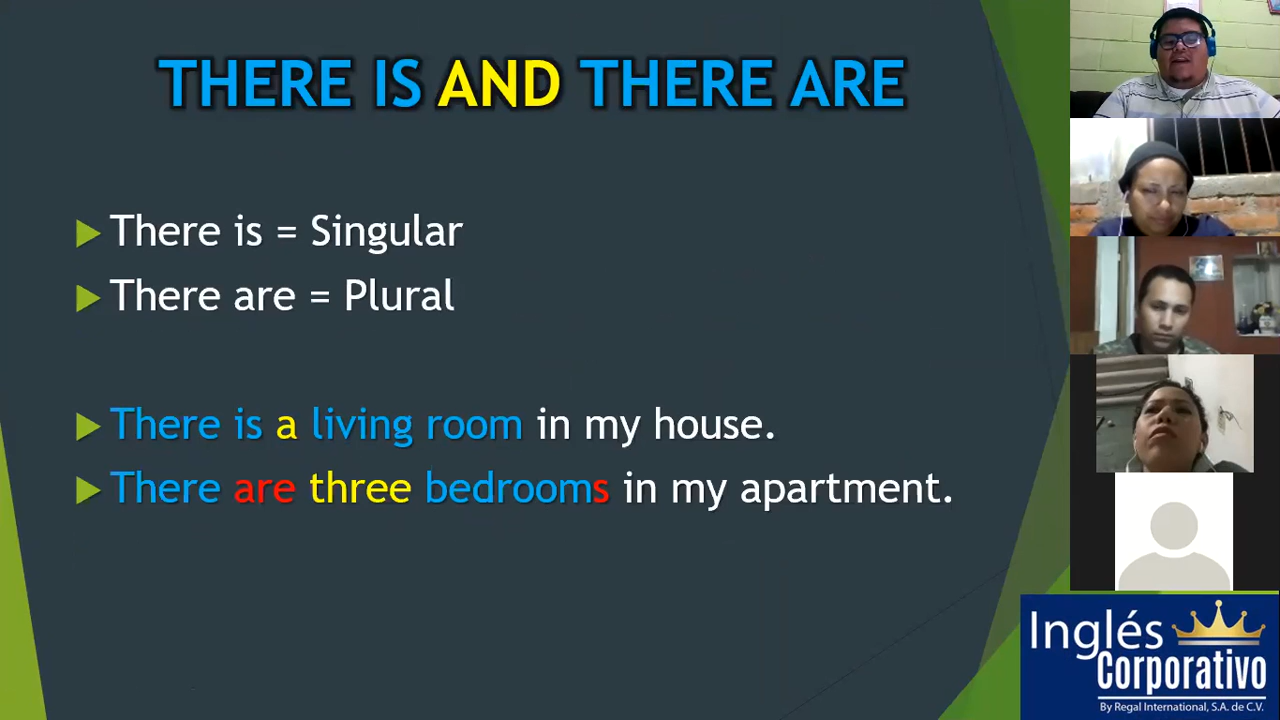 THERE IS AND THERE ARE
There is = Singular
There are = Plural
There is a living room in my house.
There are three bedrooms in my apartment.
Inglés
Corporativo
By Regal International, S.A. de C.V.